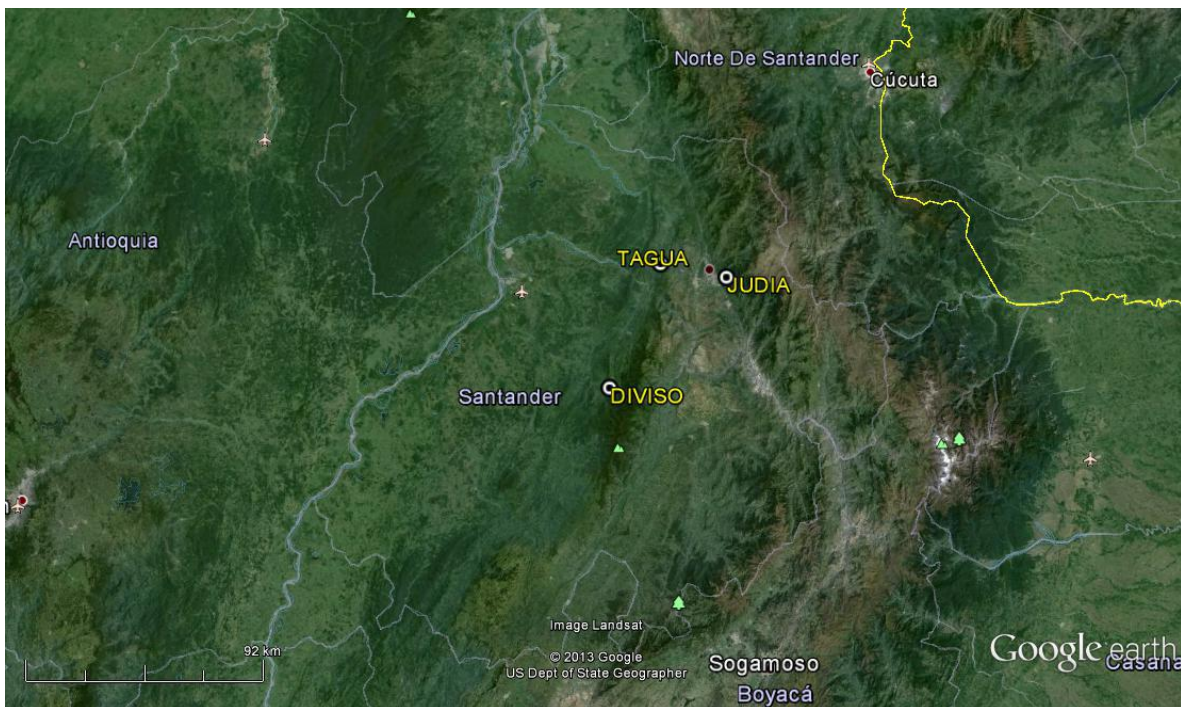 Norte De Santander
Cúcuta
Antioquia
TAGUA
JUDIA
Santander
DIVISO
92 km
Image Landsat
© 2013 Google
US Dept of State Geographer
Sogamoso
Boyacá
Google earth
Casana